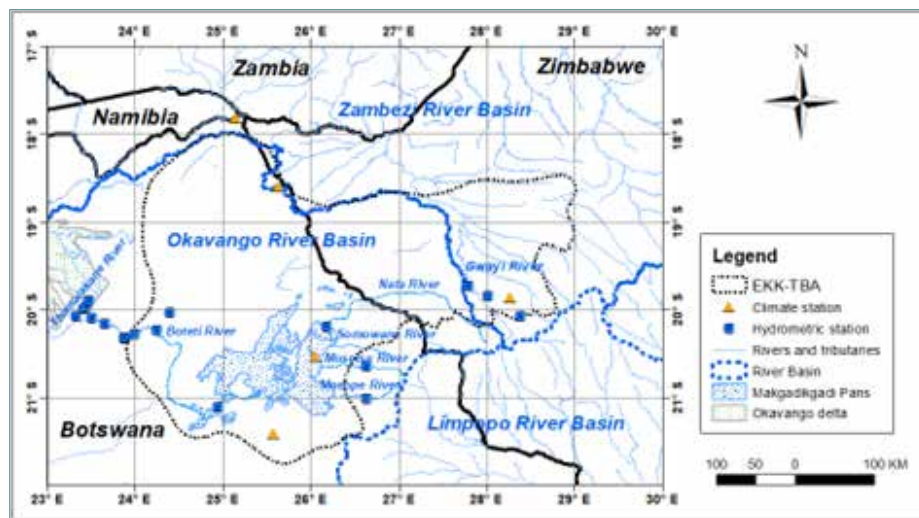 24° E 25° E 26° E 27° E 28° E 29° E 30° E
17° S
Zambia
Zimbabwe
N
Namibia
Zambezi River Basin
18° S
18° S
19° S
19° S
Okavango River Basin
Gwayi River
Nata River
Legend
EKK-TBA
Climate station
Hydrometric station
Rivers and tributaries
River Basin
Makgadikgadi Pans
Okavango delta
20° S
20° S
Boteti River
River
River
River
21° S
21° S
Botswana
Limpopo River Basin
23° E 24° E 25° E 26° E 27° E 28° E 29° E 30° E
100 50 0 100 KM